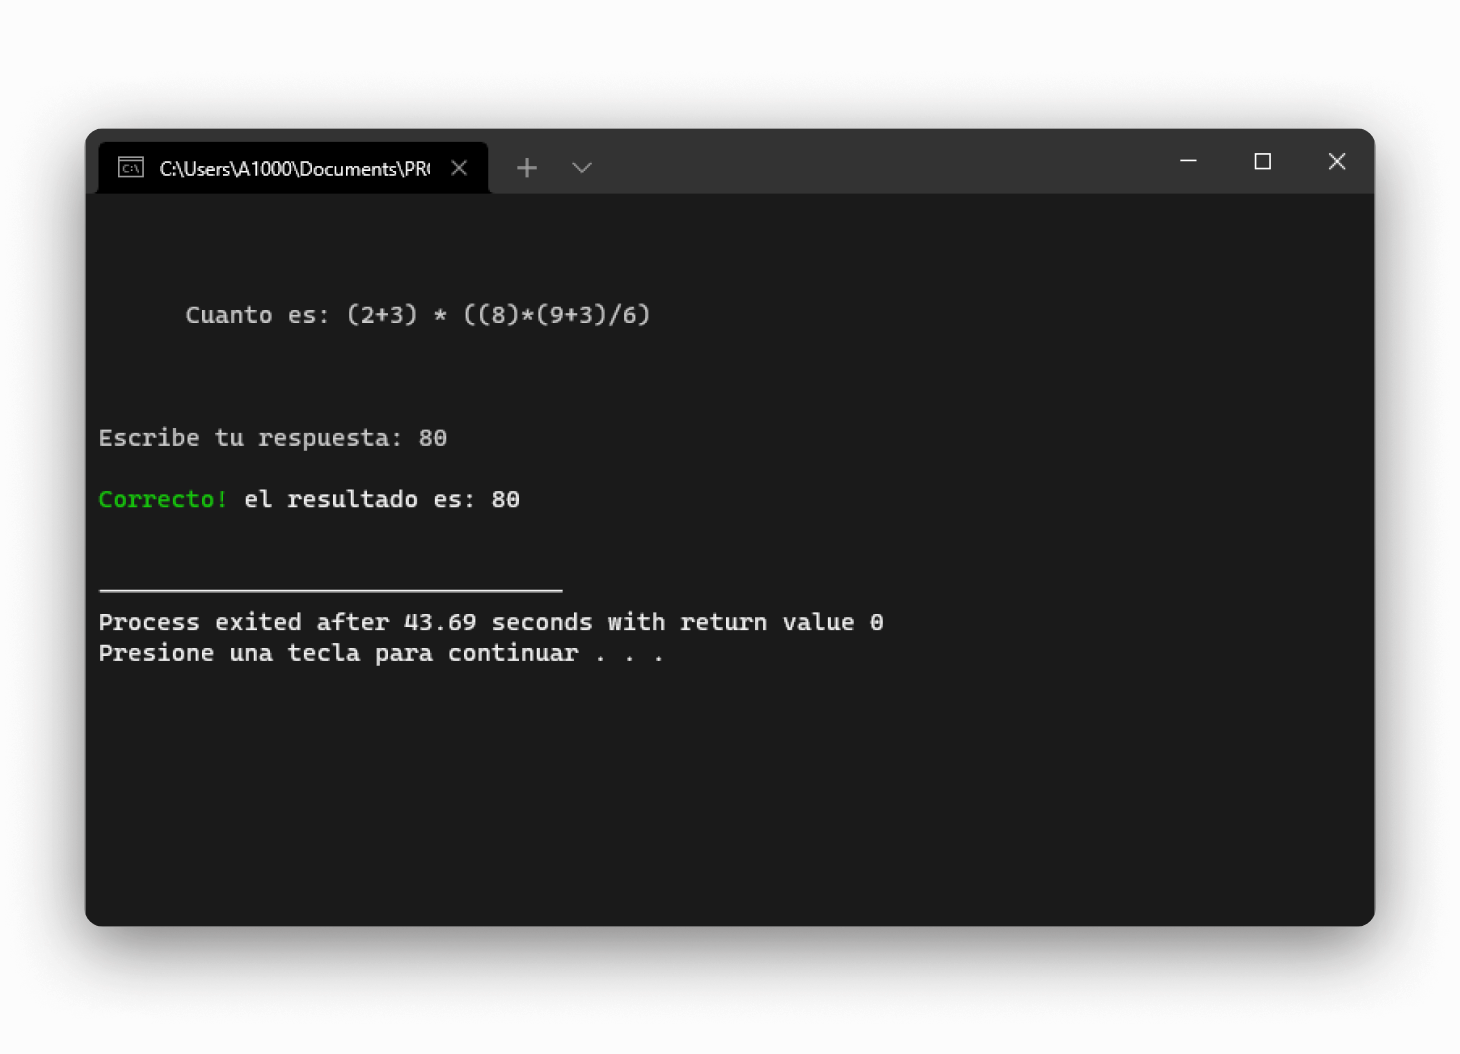 C:\Users\A1000\Documents\PR
Cuanto es: (2+3) * ((8)*(9+3)/6)
Escribe tu respuesta: 80
Correcto! el resultado es: 80
Process exited after 43.69 seconds with return value 0
Presione una tecla para continuar . . .